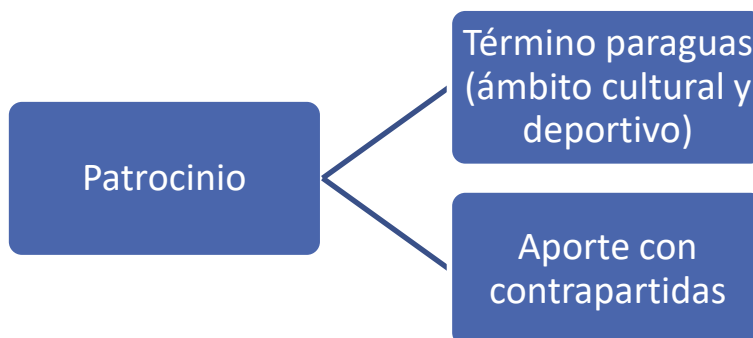 Patrocinio
Término paraguas
(ámbito cultural y
deportivo)
Aporte con
contrapartidas